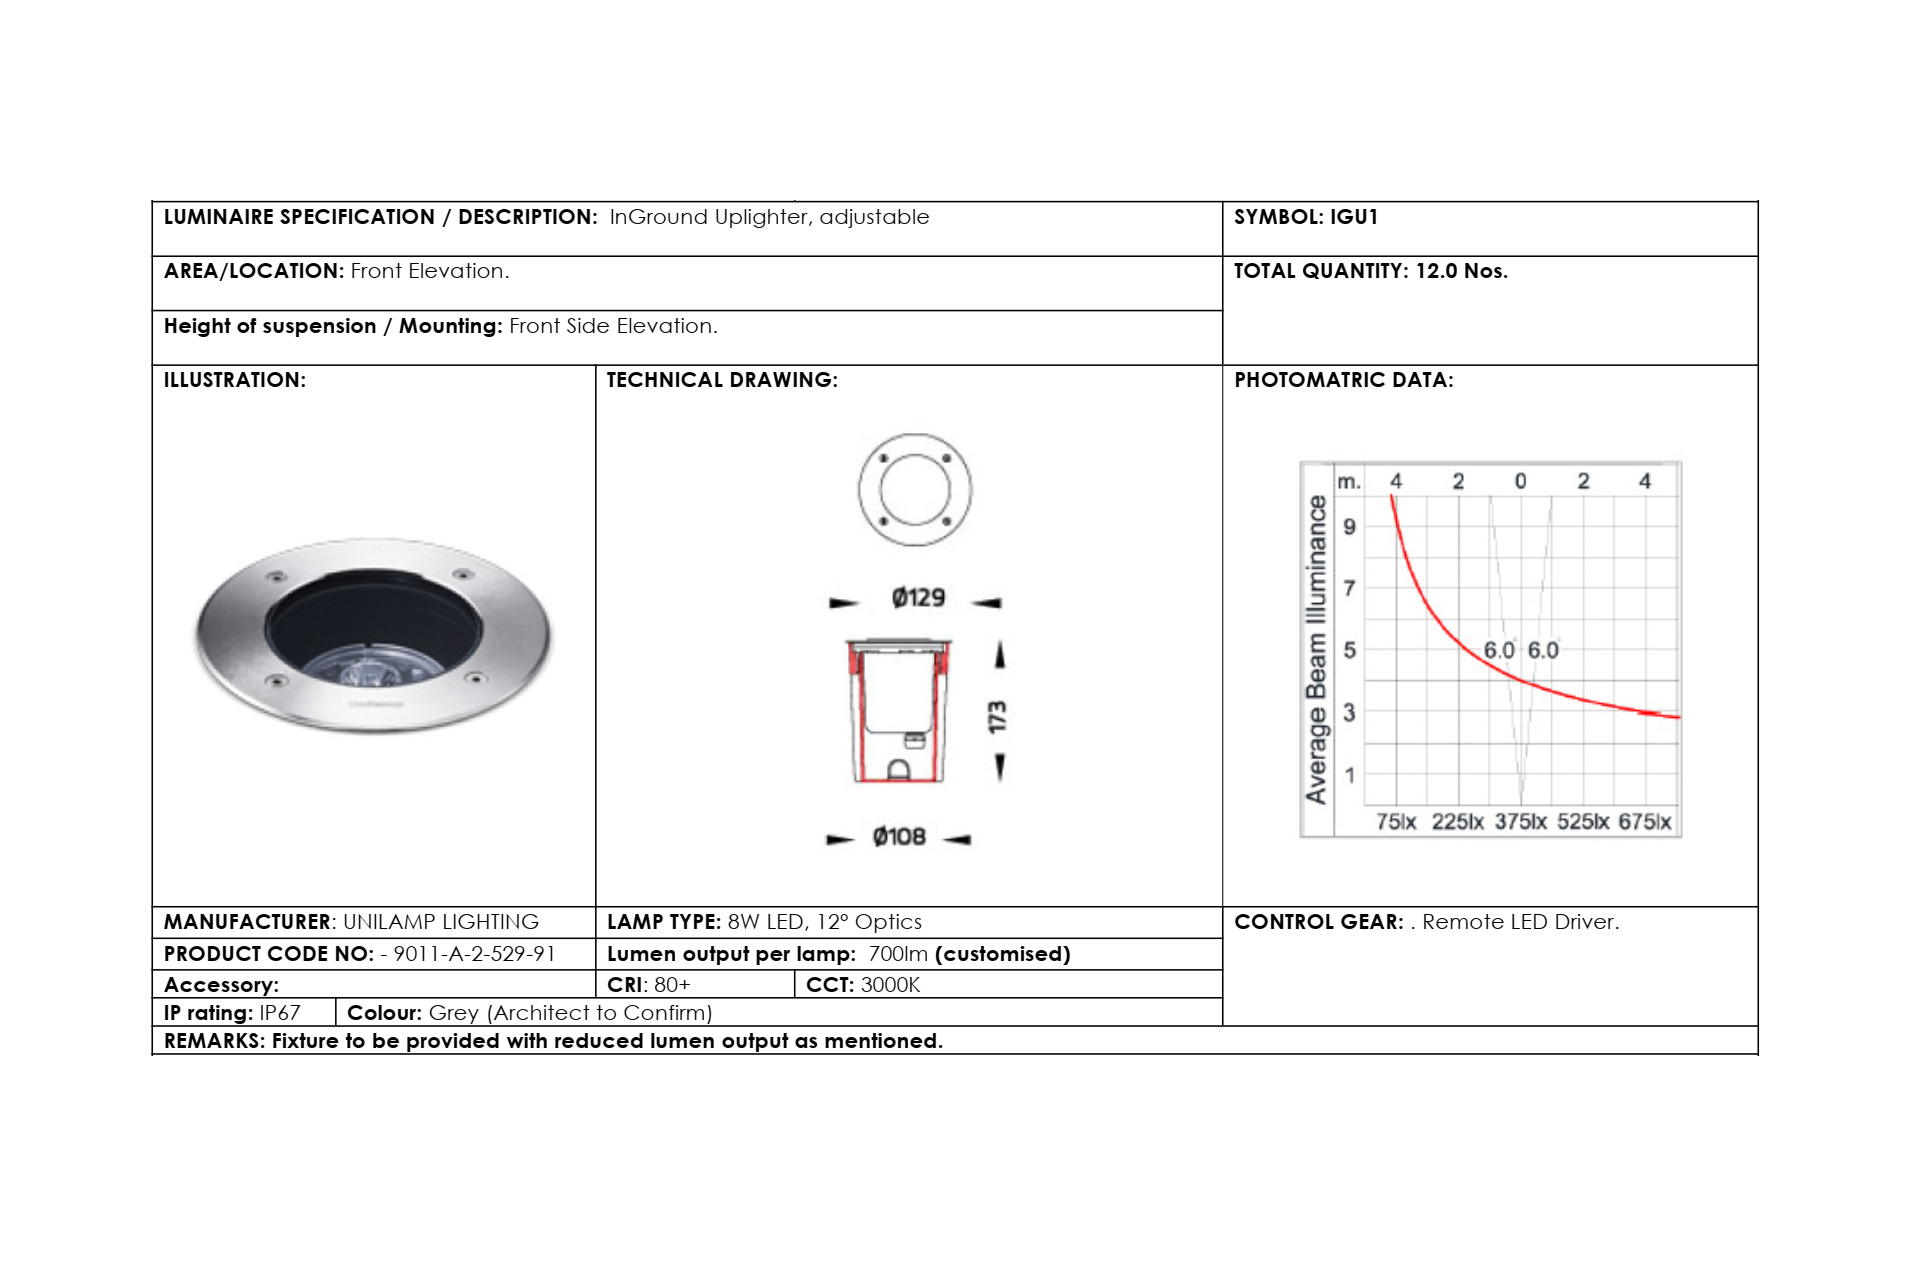 LUMINAIRE SPECIFICATION / DESCRIPTION: InGround Uplighter, adjustable
SYMBOL: IGU1
AREA/LOCATION: Front Elevation.
TOTAL QUANTITY: 12.0 Nos.
Height of suspension / Mounting: Front Side Elevation.
ILLUSTRATION:
TECHNICAL DRAWING:
Ø129
173
Ø108
PHOTOMATRIC DATA:
Average Beam Illuminance
m. 4 2 0 2 4
9
7
5
6.0° 6.0°
3
1
75lx 225lx 375lx 525lx 675lx
MANUFACTURER: UNILAMP LIGHTING
LAMP TYPE: 8W LED, 12° Optics
CONTROL GEAR: . Remote LED Driver.
PRODUCT CODE NO: - 9011-A-2-529-91
Lumen output per lamp: 700lm (customised)
Accessory:
CRI: 80+
CCT: 3000K
IP rating: IP67
Colour: Grey (Architect to Confirm)
REMARKS: Fixture to be provided with reduced lumen output as mentioned.